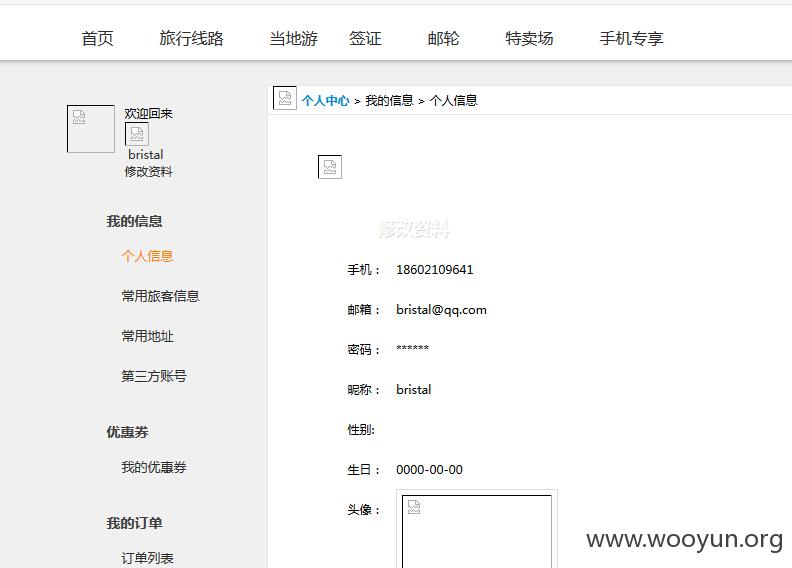 首页 旅行线路 当地游 签证 邮轮 特卖场 手机专享
欢迎回来
bristal
修改资料
我的信息
个人信息
常用旅客信息
常用地址
第三方账号
优惠券
我的优惠券
我的订单
订单列表
个人中心 > 我的信息 > 个人信息
修改资料
手机： 18602109641
邮箱： bristal@qq.com
密码： ******
昵称： bristal
性别:
生日： 0000-00-00
头像：
www.wooyun.org